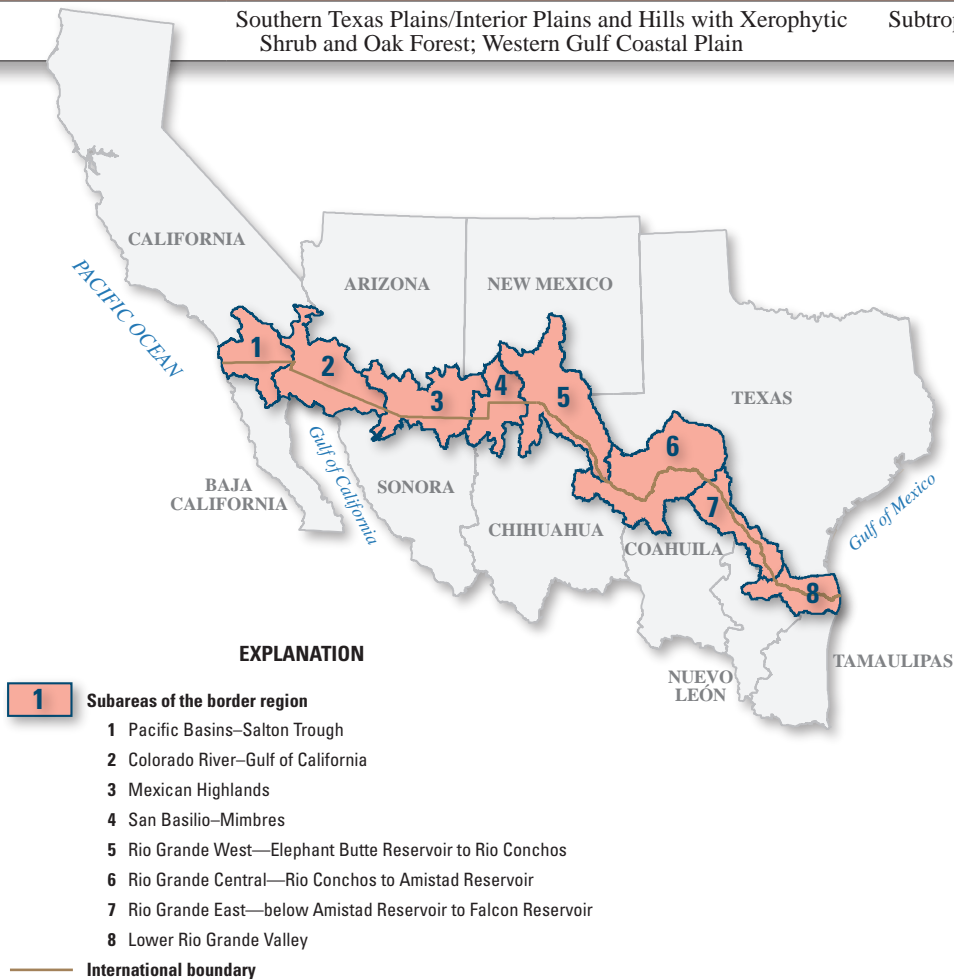 Southern Texas Plains/Interior Plains and Hills with Xerophytic
Shrub and Oak Forest; Western Gulf Coastal Plain
CALIFORNIA
ARIZONA
NEW MEXICO
PACIFIC OCEAN
1
2
3
4
5
TEXAS
6
7
8
BAJA
CALIFORNIA
Gulf of California
SONORA
CHIHUAHUA
COAHUILA
Gulf of Mexico
NUEVO
LEÓN
TAMAULIPAS
EXPLANATION
1 Subareas of the border region
1 Pacific Basins–Salton Trough
2 Colorado River–Gulf of California
3 Mexican Highlands
4 San Basilio–Mimbres
5 Rio Grande West—Elephant Butte Reservoir to Rio Conchos
6 Rio Grande Central—Rio Conchos to Amistad Reservoir
7 Rio Grande East—below Amistad Reservoir to Falcon Reservoir
8 Lower Rio Grande Valley
International boundary